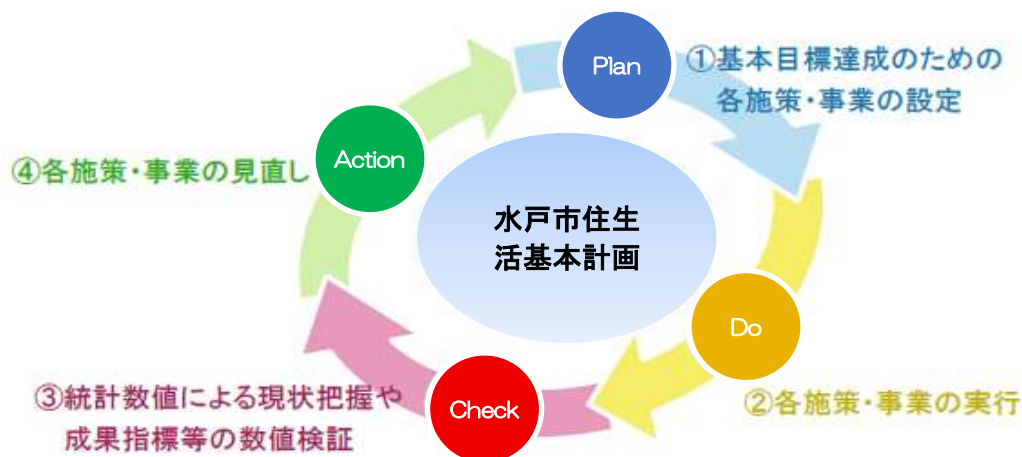 Plan
①基本目標達成のための
各施策・事業の設定
Action
④各施策・事業の見直し
水戸市住生
活基本計画
Do
②各施策・事業の実行
③統計数値による現状把握や
成果指標等の数値検証
Check